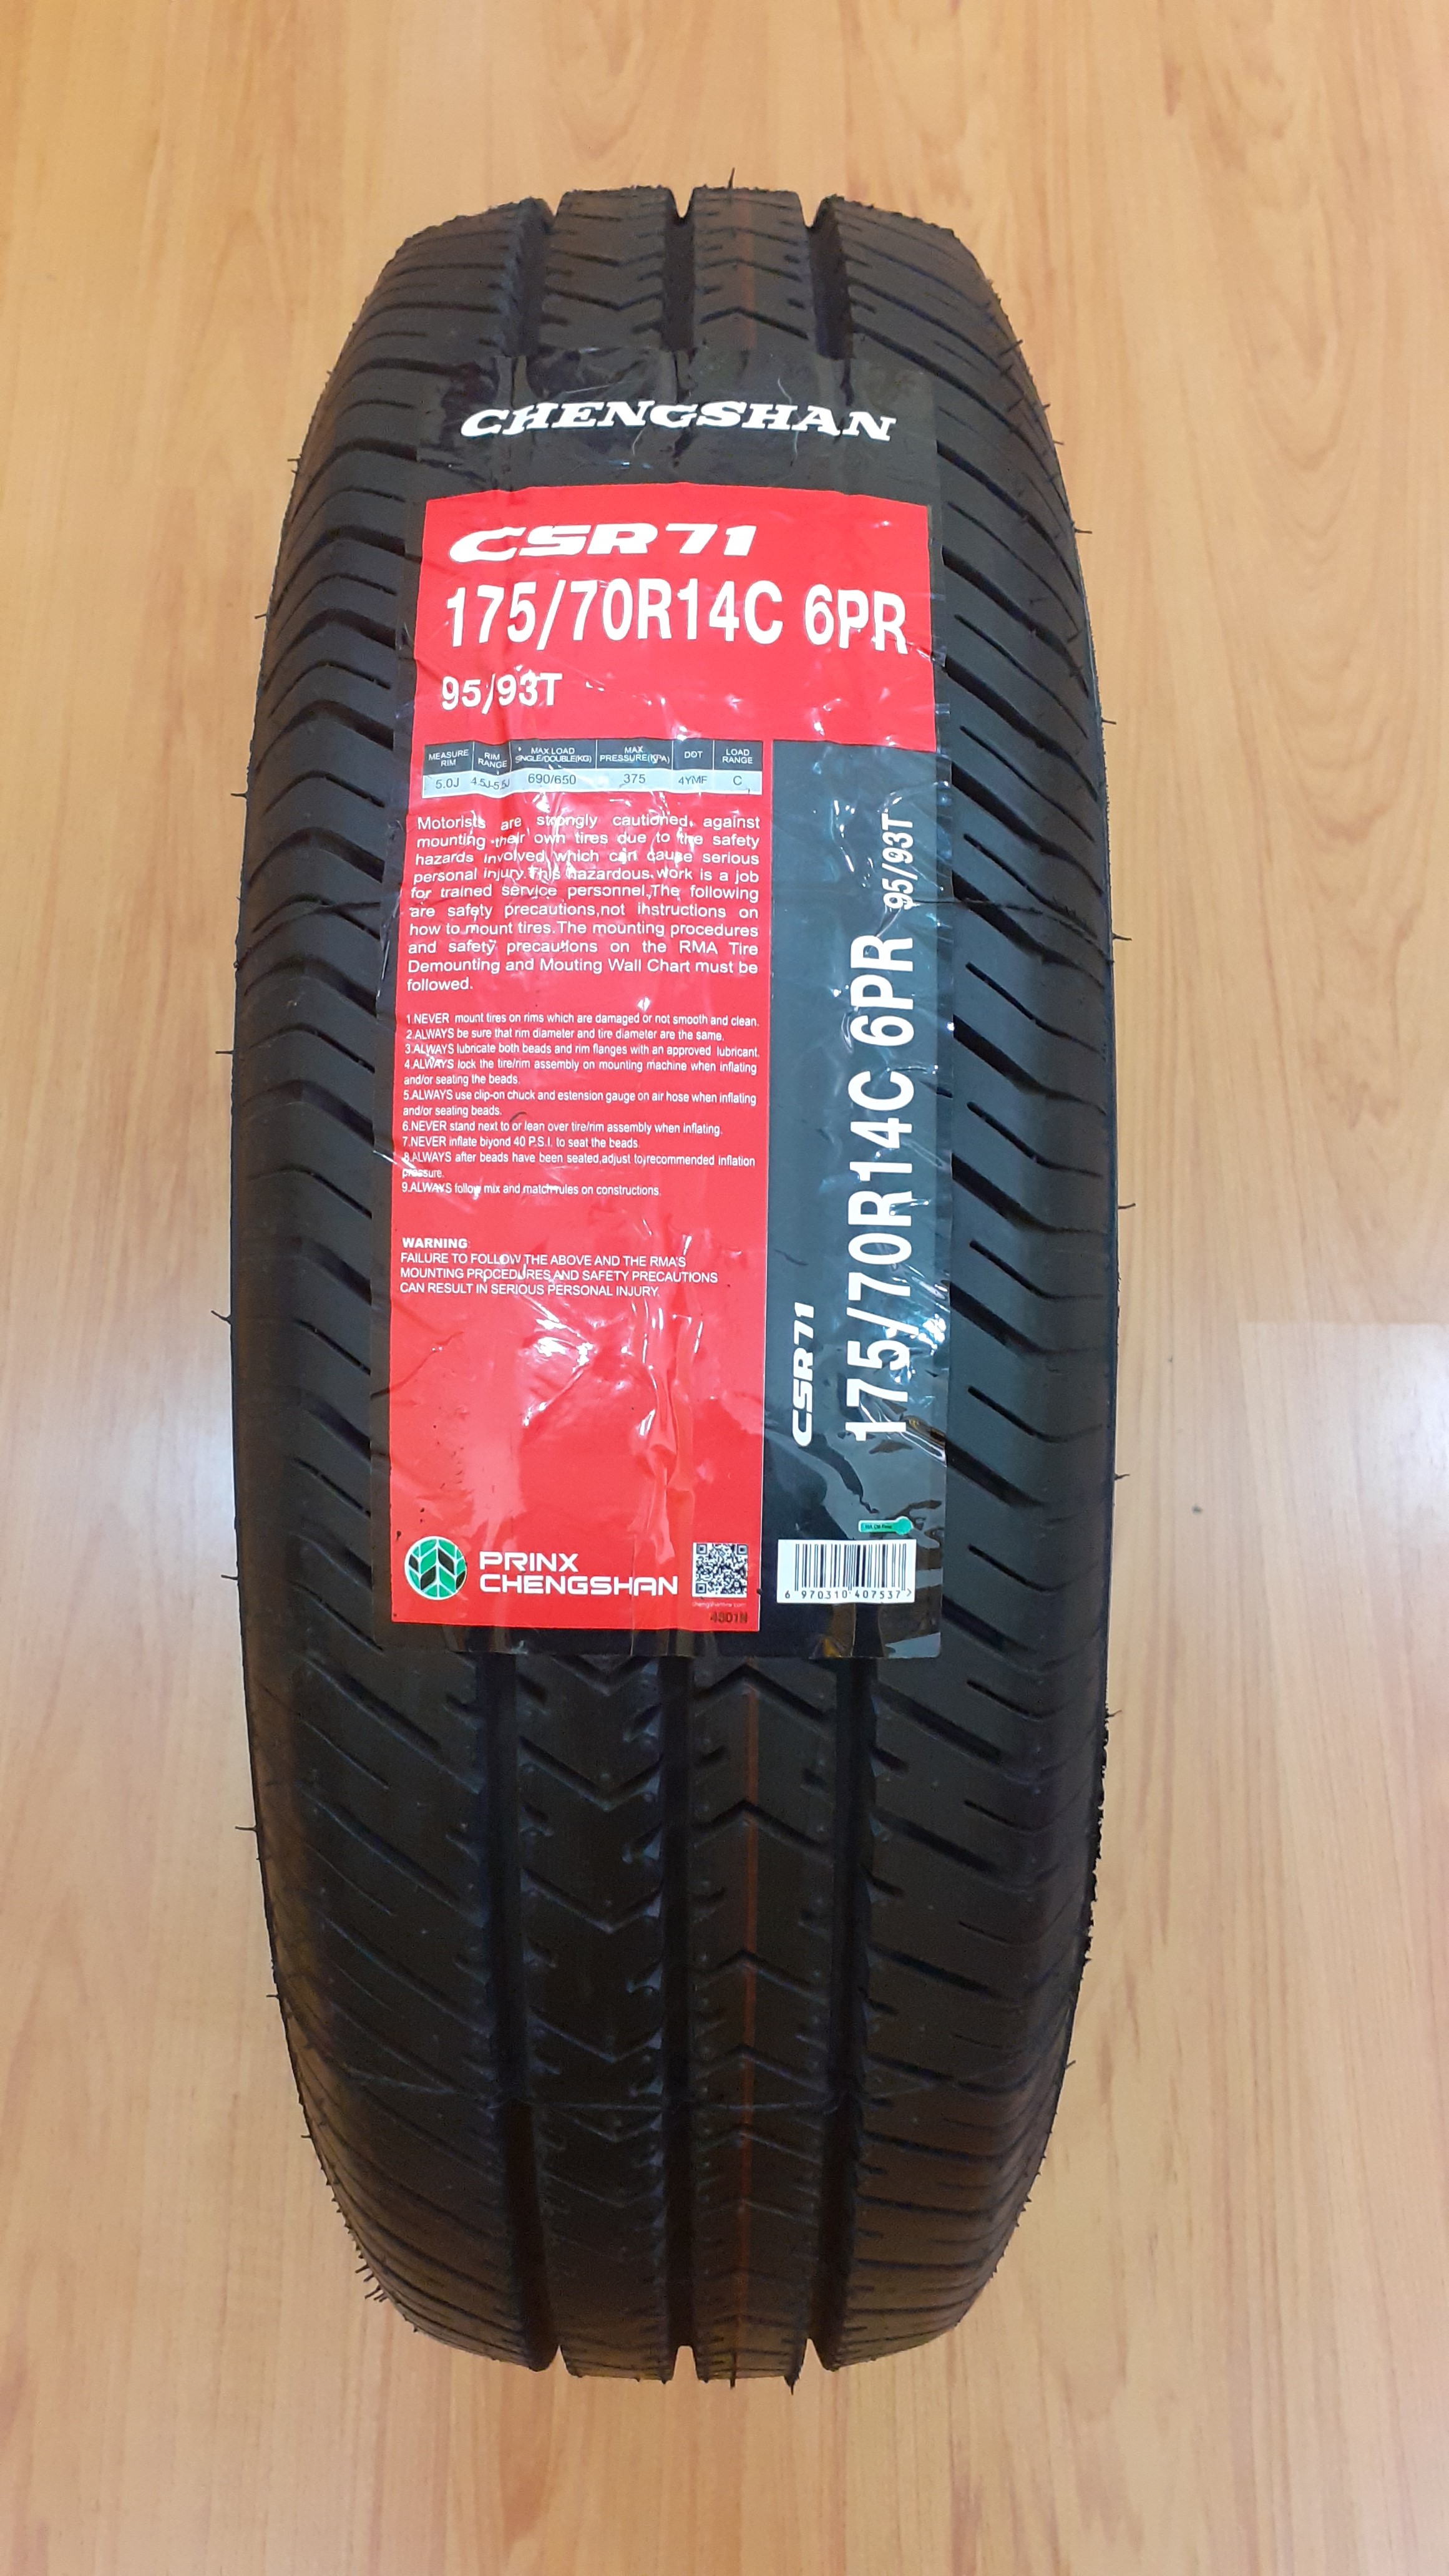 CHENGSHAN
CSR71
175/70R14C 6PR
95/93T
MEASURE RIM RIM RANGE MAX LOAD SINGLE/DOUBLE(KG) MAX PRESSURE(KPA) DOT LOAD RANGE
5.0J 4.5J-5.5J 690/650 375 4YMF C
Motorists are strongly cautioned against
mounting their own tires due to the safety
hazards involved which can cause serious
personal injury.This hazardous work is a job
for trained service personnel,The following
are safety precautions,not ihstructions on
how to mount tires.The mounting procedures
and safety precautions on the RMA Tire
Demounting and Mouting Wall Chart must be
followed.
1.NEVER mount tires on rims which are damaged or not smooth and clean.
2.ALWAYS be sure that rim diameter and tire diameter are the same.
3.ALWAYS lubricate both beads and rim flanges with an approved lubricant.
4.ALWAYS lock the tire/rim assembly on mounting machine when inflating
and/or seating the beads.
5.ALWAYS use clip-on chuck and estension gauge on air hose when inflating
and/or seating beads.
6.NEVER stand next to or lean over tire/rim assembly when inflating.
7.NEVER inflate biyond 40 P.S.I. to seat the beads.
8.ALWAYS after beads have been seated,adjust to recommended inflation
pressure.
9.ALWAYS follow mix and match rules on constructions.
WARNING:
FAILURE TO FOLLOW THE ABOVE AND THE RMA'S
MOUNTING PROCEDURES AND SAFETY PRECAUTIONS
CAN RESULT IN SERIOUS PERSONAL INJURY.
PRINX
CHENGSHAN
4801N
CSR71
175/70R14C 6PR 95/93T
6 970310 407537 >